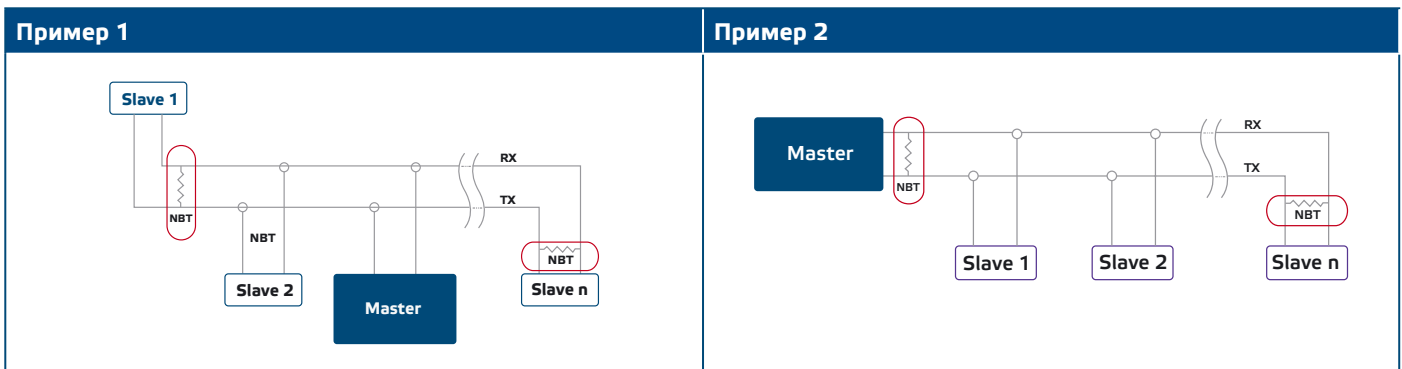 Пример 1
Slave 1
RX
TX
NBT
NBT
NBT
Slave 2
Master
Slave n
Пример 2
Master
RX
TX
NBT
NBT
Slave 1
Slave 2
Slave n